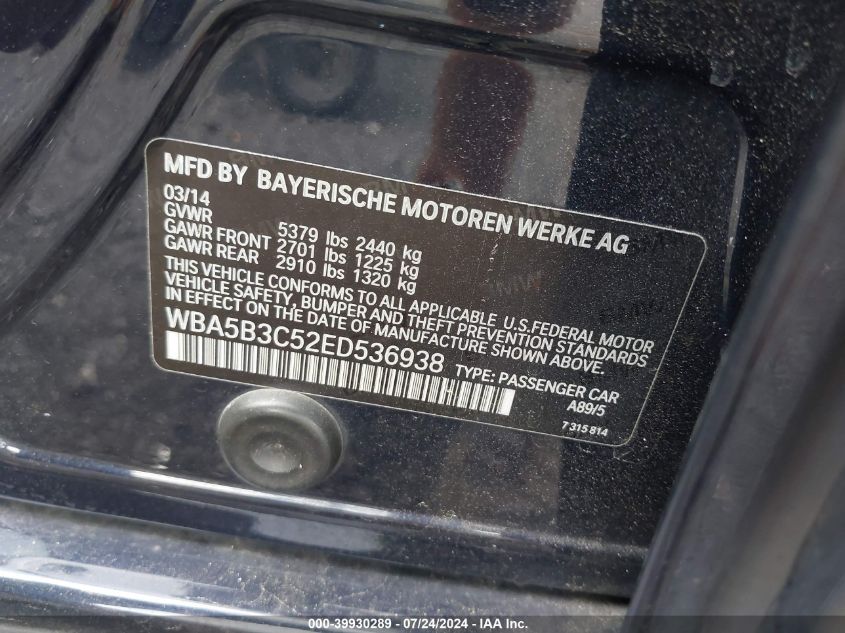 MFD BY BAYERISCHE MOTOREN WERKE AG
03/14
GVWR 5379 lbs 2440 kg
GAWR FRONT 2701 lbs 1225 kg
GAWR REAR 2910 lbs 1320 kg
THIS VEHICLE CONFORMS TO ALL APPLICABLE U.S.FEDERAL MOTOR
VEHICLE SAFETY, BUMPER AND THEFT PREVENTION STANDARDS
IN EFFECT ON THE DATE OF MANUFACTURE SHOWN ABOVE.
WBA5B3C52ED536938 TYPE: PASSENGER CAR
A89/5
7 315 814
000-39930289 - 07/24/2024 - IAA Inc.